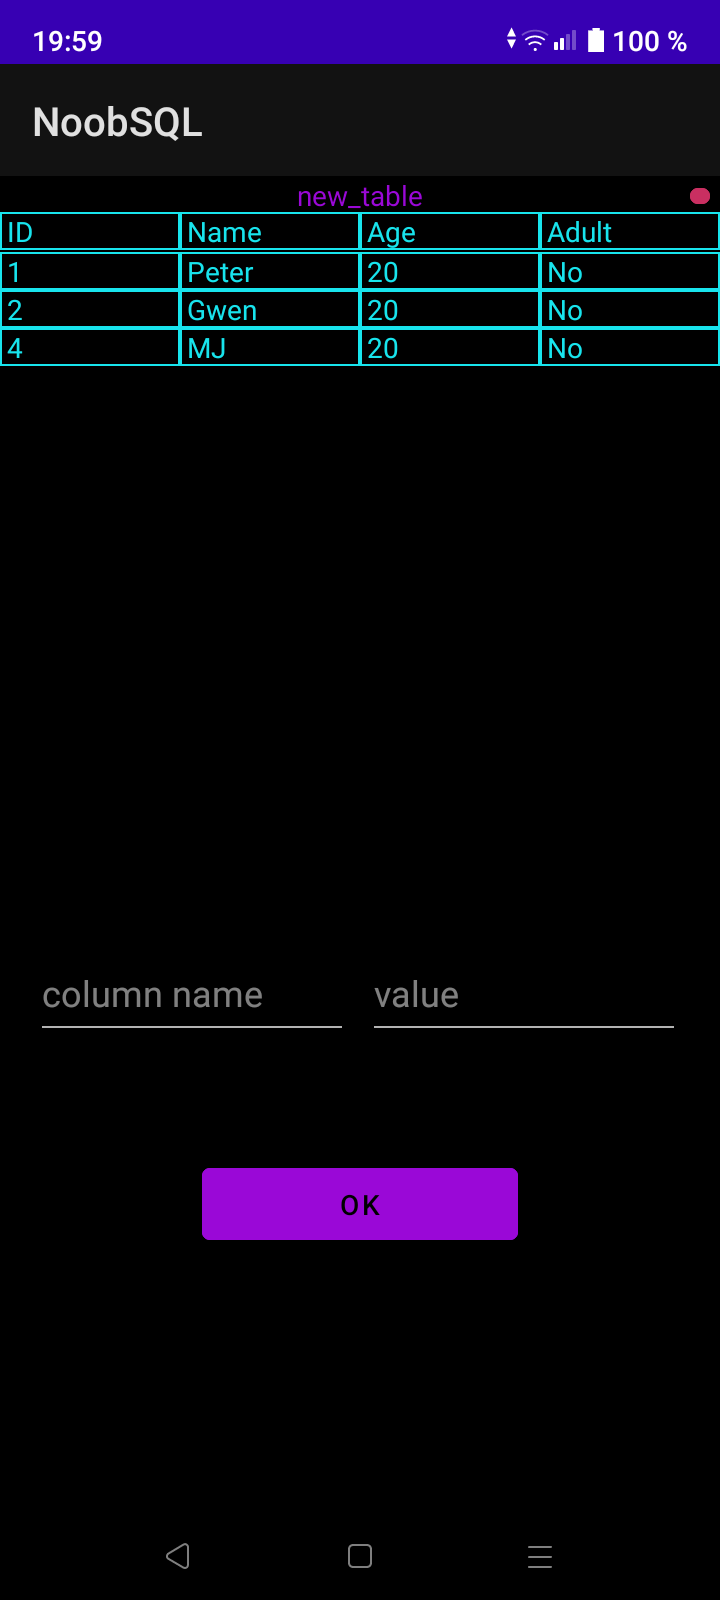 19:59 100 %
NoobSQL
new_table
ID Name Age Adult
1 Peter 20 No
2 Gwen 20 No
4 MJ 20 No
column name value
OK